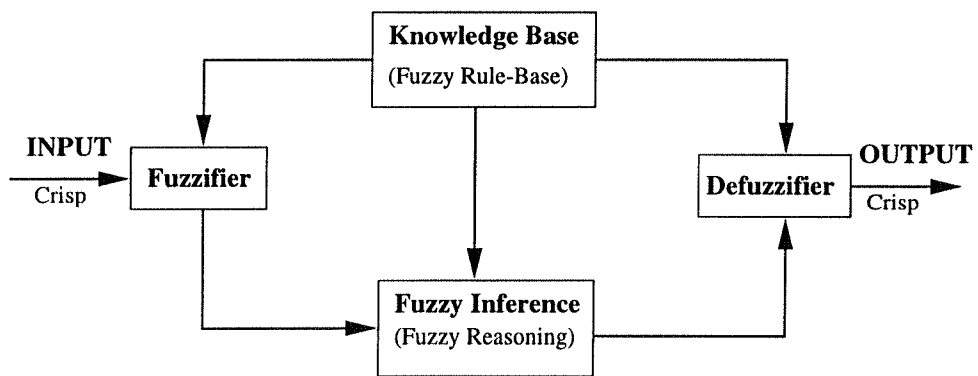 Knowledge Base
(Fuzzy Rule-Base)
INPUT
Crisp
Fuzzifier
OUTPUT
Defuzzifier
Crisp
Fuzzy Inference
(Fuzzy Reasoning)